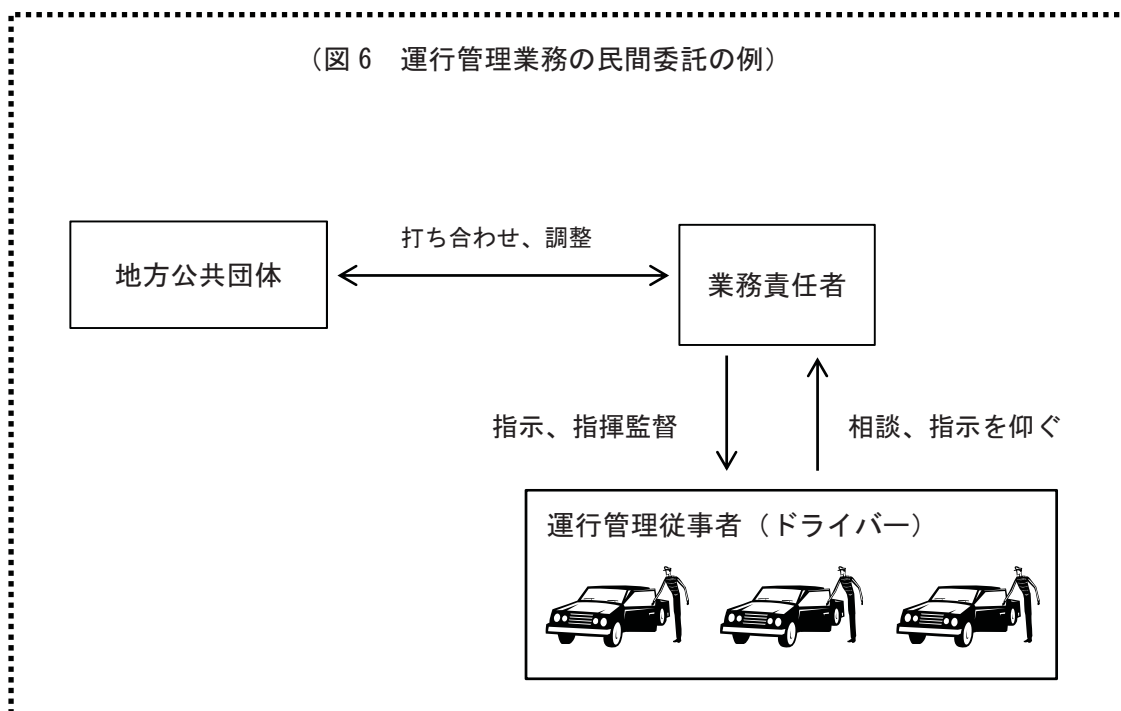 （図6　運行管理業務の民間委託の例）
打ち合わせ、調整
地方公共団体
業務責任者
指示、指揮監督
相談、指示を仰ぐ
運行管理従事者（ドライバー）